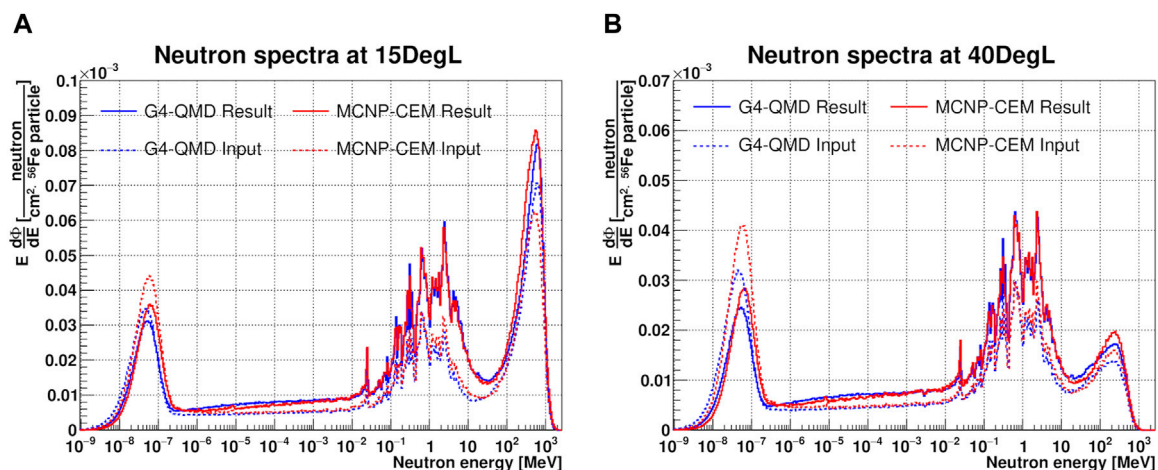 A
Neutron spectra at 15DegL
×10⁻³
E dΦ/dE [neutron/cm². ⁵⁶Fe particle]
0.1
0.09
0.08
0.07
0.06
0.05
0.04
0.03
0.02
0.01
0
G4-QMD Result
MCNP-CEM Result
G4-QMD Input
MCNP-CEM Input
10⁻⁹ 10⁻⁸ 10⁻⁷ 10⁻⁶ 10⁻⁵ 10⁻⁴ 10⁻³ 10⁻² 10⁻¹ 1 10 10² 10³
Neutron energy [MeV]
B
Neutron spectra at 40DegL
×10⁻³
E dΦ/dE [neutron/cm². ⁵⁶Fe particle]
0.07
0.06
0.05
0.04
0.03
0.02
0.01
0
G4-QMD Result
MCNP-CEM Result
G4-QMD Input
MCNP-CEM Input
10⁻⁹ 10⁻⁸ 10⁻⁷ 10⁻⁶ 10⁻⁵ 10⁻⁴ 10⁻³ 10⁻² 10⁻¹ 1 10 10² 10³
Neutron energy [MeV]